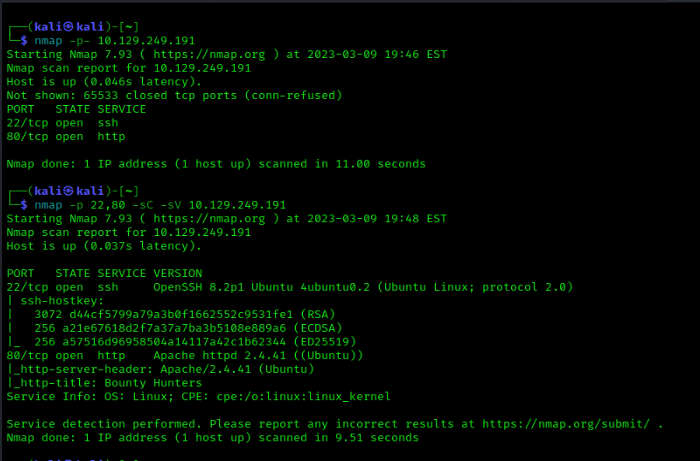 ┌──(kali㉿kali)-[~]
└─$ nmap -p- 10.129.249.191
Starting Nmap 7.93 ( https://nmap.org ) at 2023-03-09 19:46 EST
Nmap scan report for 10.129.249.191
Host is up (0.046s latency).
Not shown: 65533 closed tcp ports (conn-refused)
PORT   STATE SERVICE
22/tcp open  ssh
80/tcp open  http

Nmap done: 1 IP address (1 host up) scanned in 11.00 seconds

┌──(kali㉿kali)-[~]
└─$ nmap -p 22,80 -sC -sV 10.129.249.191
Starting Nmap 7.93 ( https://nmap.org ) at 2023-03-09 19:48 EST
Nmap scan report for 10.129.249.191
Host is up (0.037s latency).

PORT   STATE SERVICE VERSION
22/tcp open  ssh     OpenSSH 8.2p1 Ubuntu 4ubuntu0.2 (Ubuntu Linux; protocol 2.0)
| ssh-hostkey:
|   3072 d44cf5799a79a3b0f1662552c9531fe1 (RSA)
|   256 a21e67618d2f7a37a7ba3b5108e889a6 (ECDSA)
|_  256 a57516d96958504a14117a42c1b62344 (ED25519)
80/tcp open  http    Apache httpd 2.4.41 ((Ubuntu))
|_http-server-header: Apache/2.4.41 (Ubuntu)
|_http-title: Bounty Hunters
Service Info: OS: Linux; CPE: cpe:/o:linux:linux_kernel

Service detection performed. Please report any incorrect results at https://nmap.org/submit/ .
Nmap done: 1 IP address (1 host up) scanned in 9.51 seconds